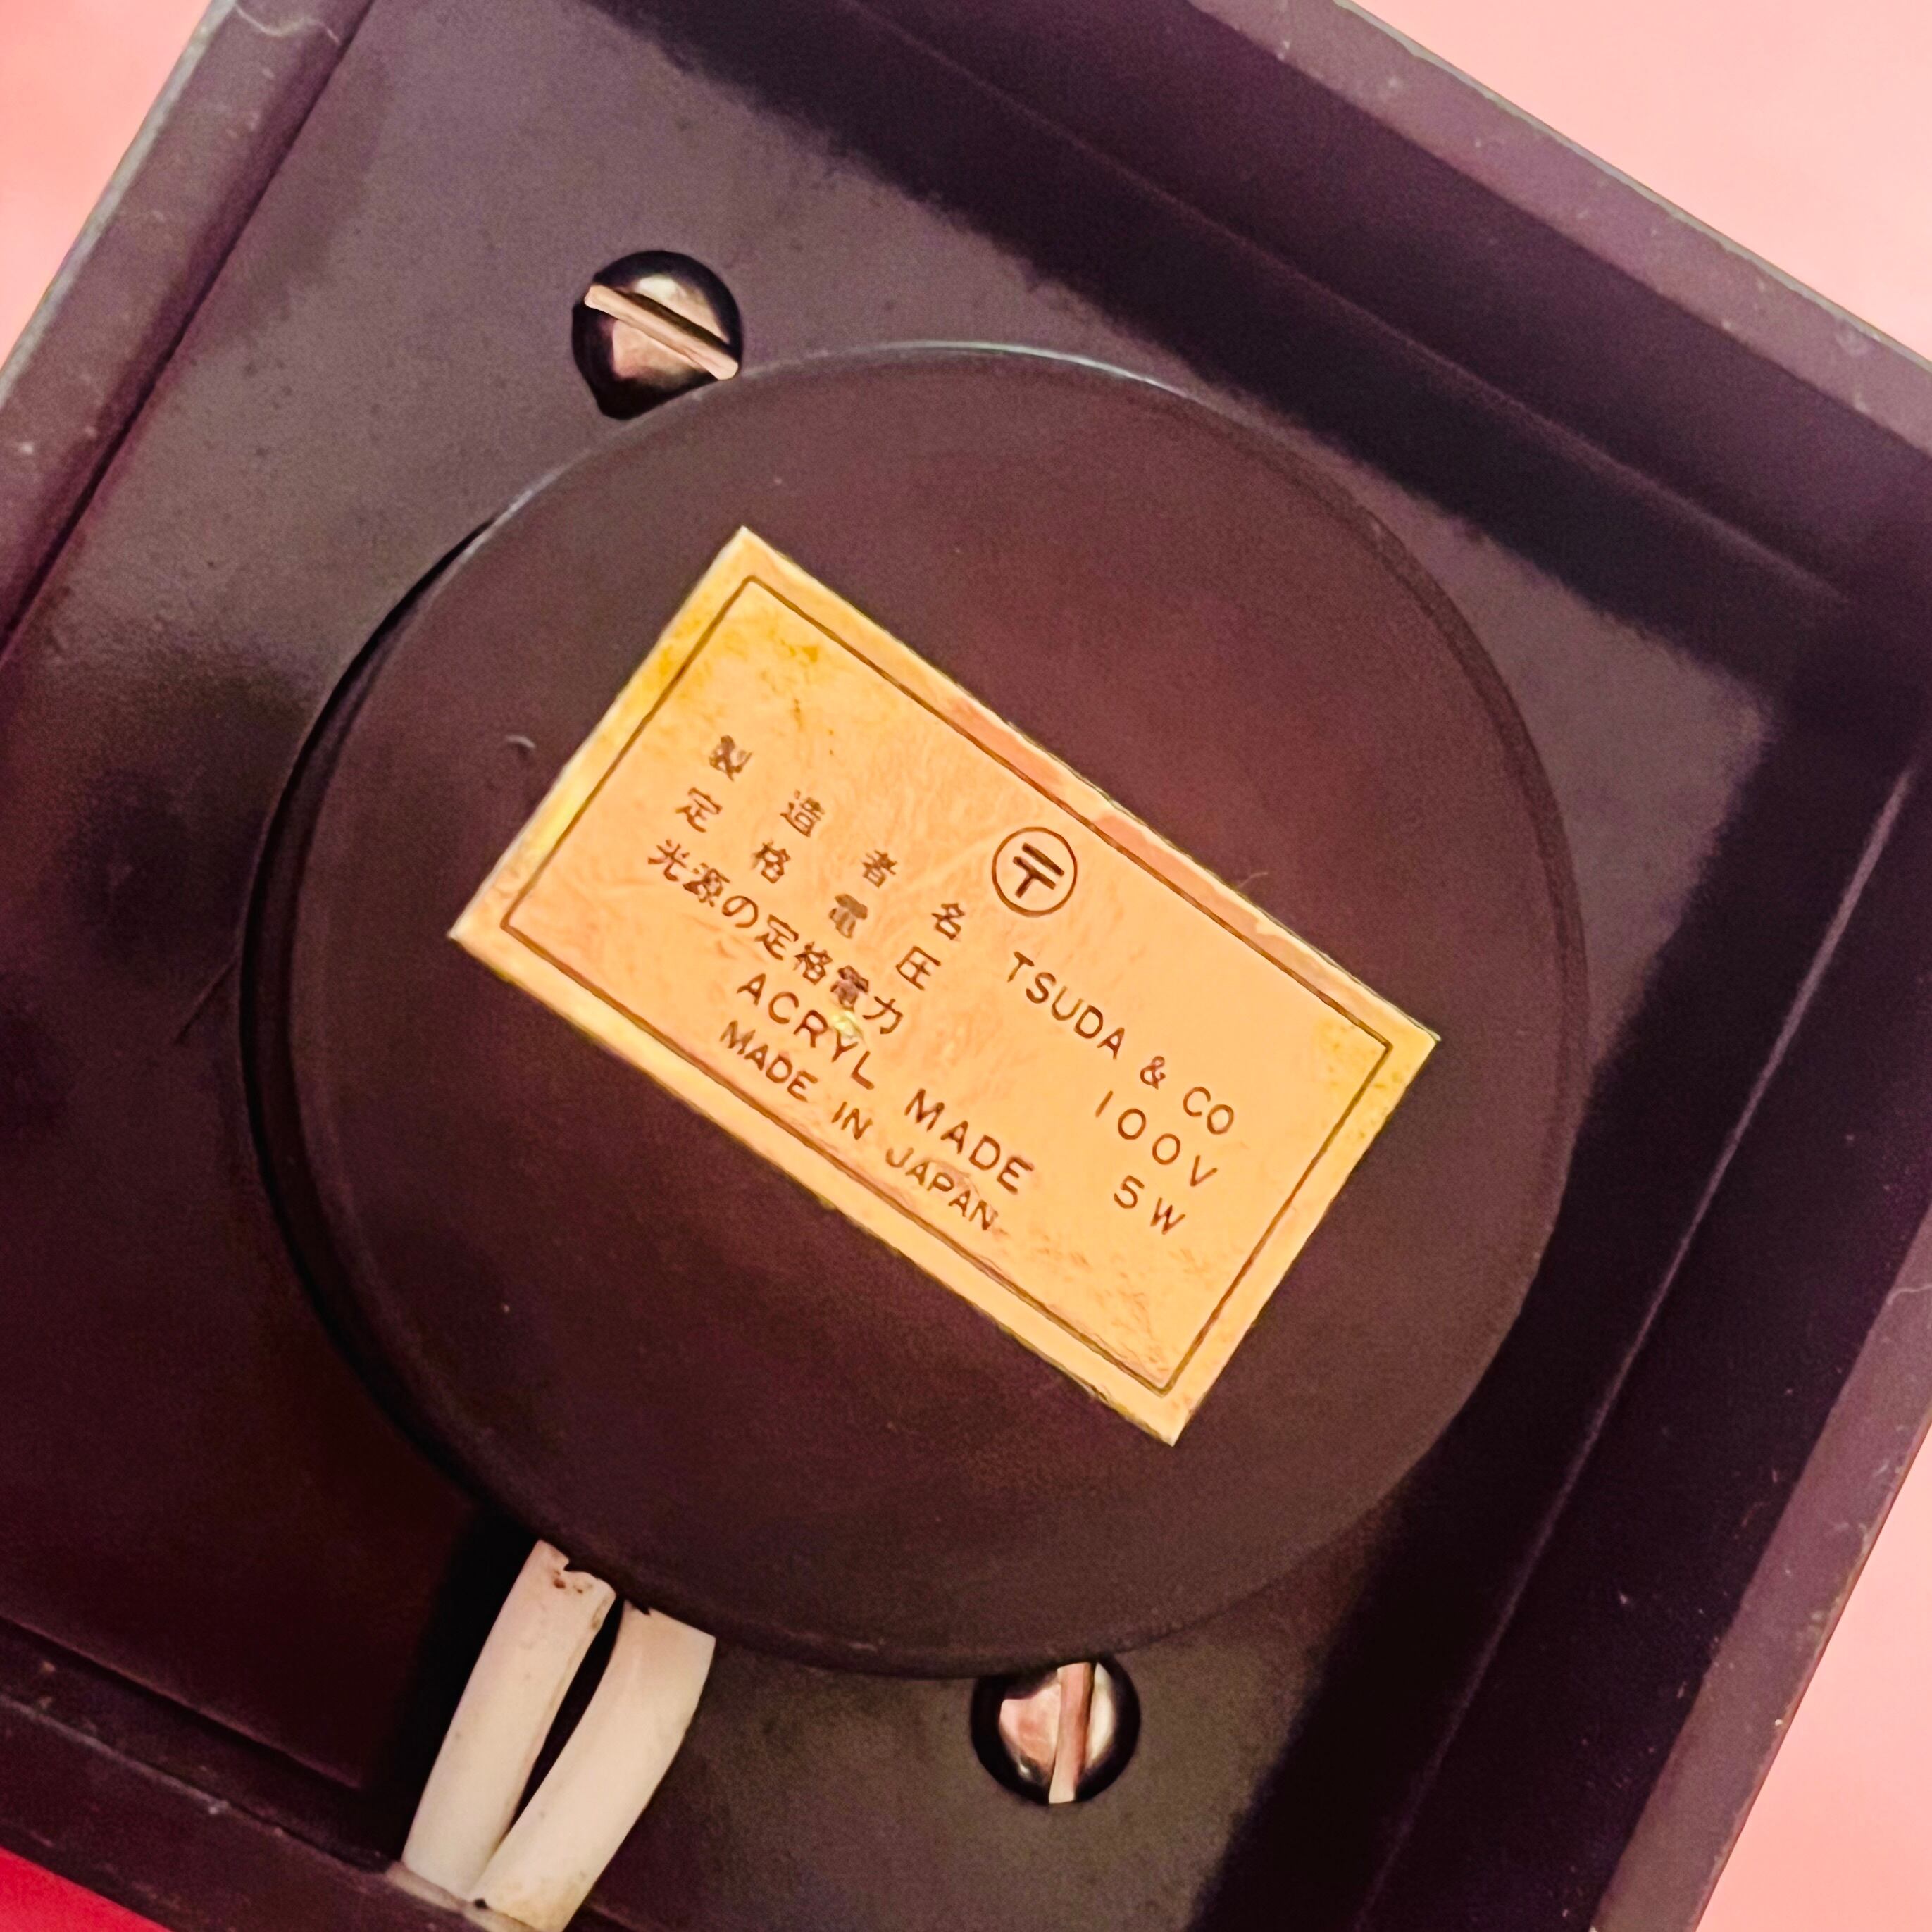 〒
製造者名 TSUDA & CO
定格電圧 100V
光源の定格電力 5W
ACRYL MADE
MADE IN JAPAN